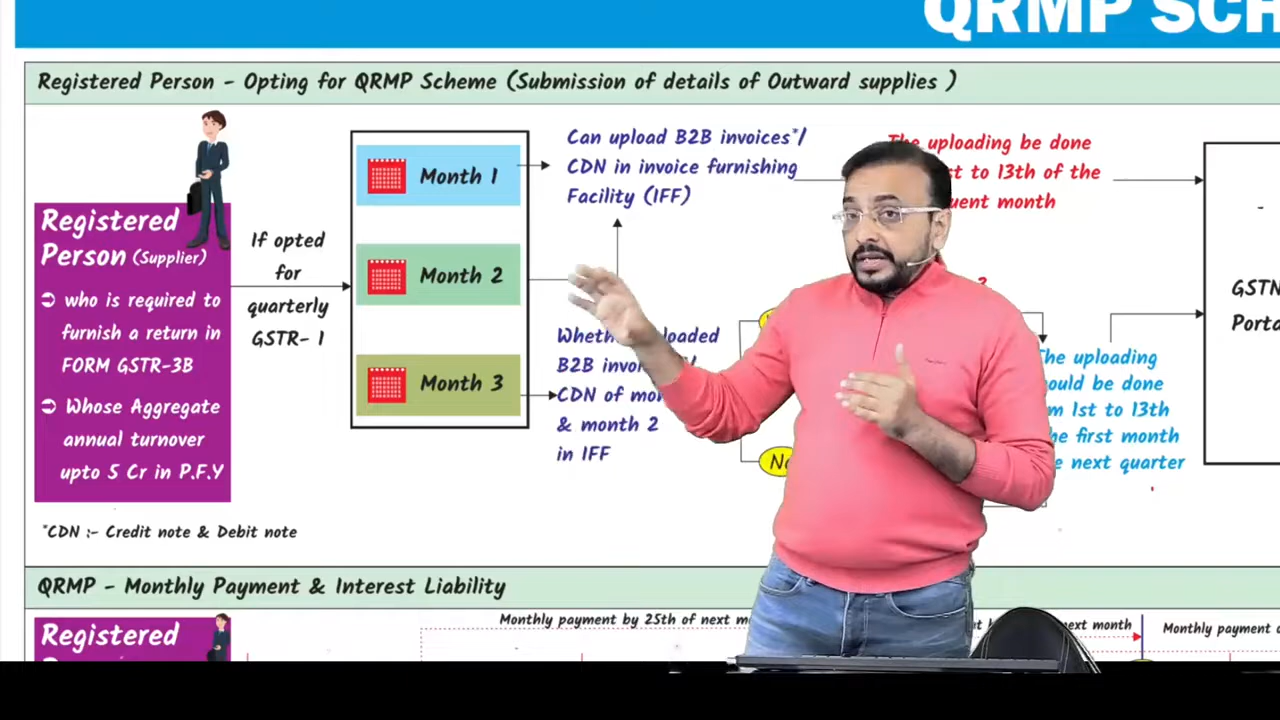 QRMP SCH
Registered Person - Opting for QRMP Scheme (Submission of details of Outward supplies )
Registered
Person (Supplier)
who is required to
furnish a return in
FORM GSTR-3B
Whose Aggregate
annual turnover
upto 5 Cr in P.F.Y
If opted
for
quarterly
GSTR- 1
Month 1
Month 2
Month 3
Can upload B2B invoices*/
CDN in invoice furnishing
Facility (IFF)
B2B
CDN of
& month 2
in IFF
The uploading be done
to 13th of the
month
The uploading
be done
1st to 13th
first month
next quarter
GSTN
*CDN :- Credit note & Debit note
QRMP - Monthly Payment & Interest Liability
Registered
Monthly payment by 25th of next
next month
Monthly payment